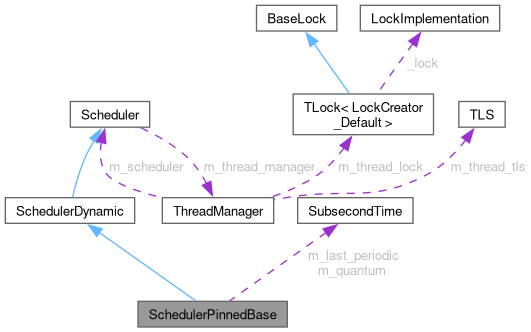 BaseLock
LockImplementation
_lock
Scheduler
TLock< LockCreator
_Default >
TLS
m_scheduler
m_thread_manager
m_thread_lock
m_thread_tls
SchedulerDynamic
ThreadManager
SubsecondTime
m_last_periodic
m_quantum
SchedulerPinnedBase